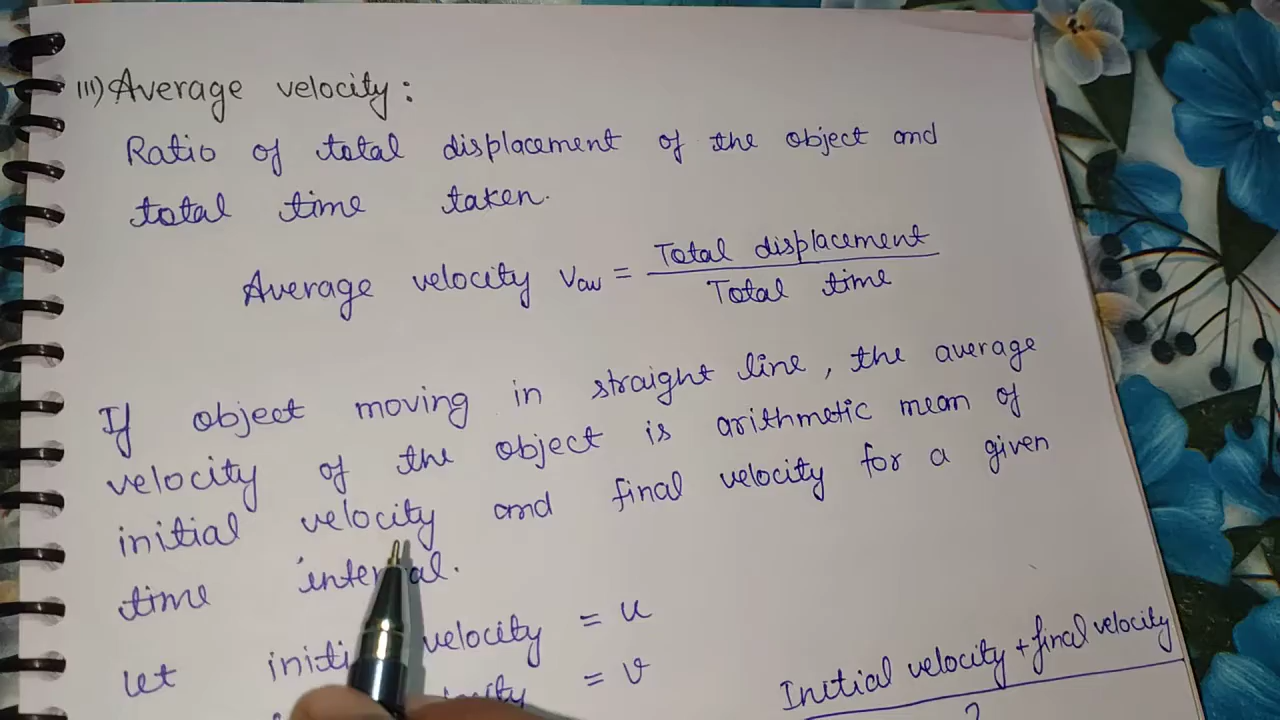 III) Average velocity:
Ratio of total displacement of the object and
total time taken.
Average velocity Vav = Total displacement
Total time
If object moving in straight line, the average
velocity of the object is arithmetic mean of
initial velocity and final velocity for a given
time interval.
Let initial velocity = u
= v
Initial velocity + final velocity
2